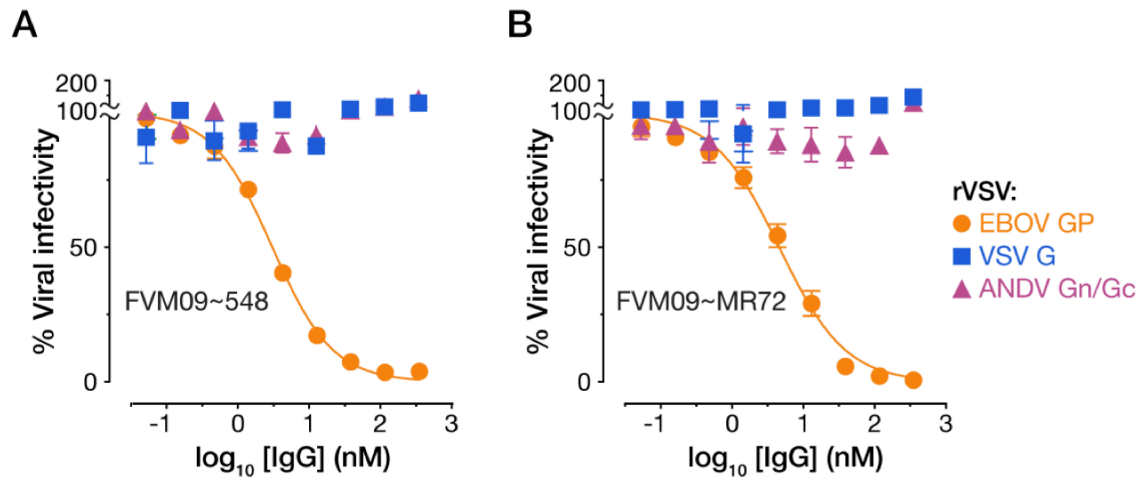 A
% Viral infectivity
200
100
50
0
FVM09~548
-1 0 1 2 3
log10 [IgG] (nM)
B
% Viral infectivity
200
100
50
0
FVM09~MR72
-1 0 1 2 3
log10 [IgG] (nM)
rVSV:
EBOV GP
VSV G
ANDV Gn/Gc